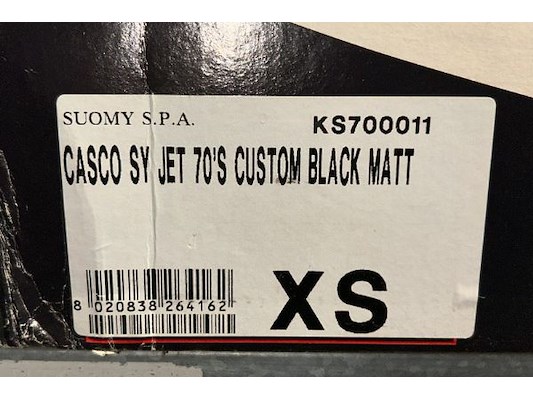 SUOMY S.P.A.
KS700011
CASCO SY JET 70'S CUSTOM BLACK MATT
8 020838 264162
XS